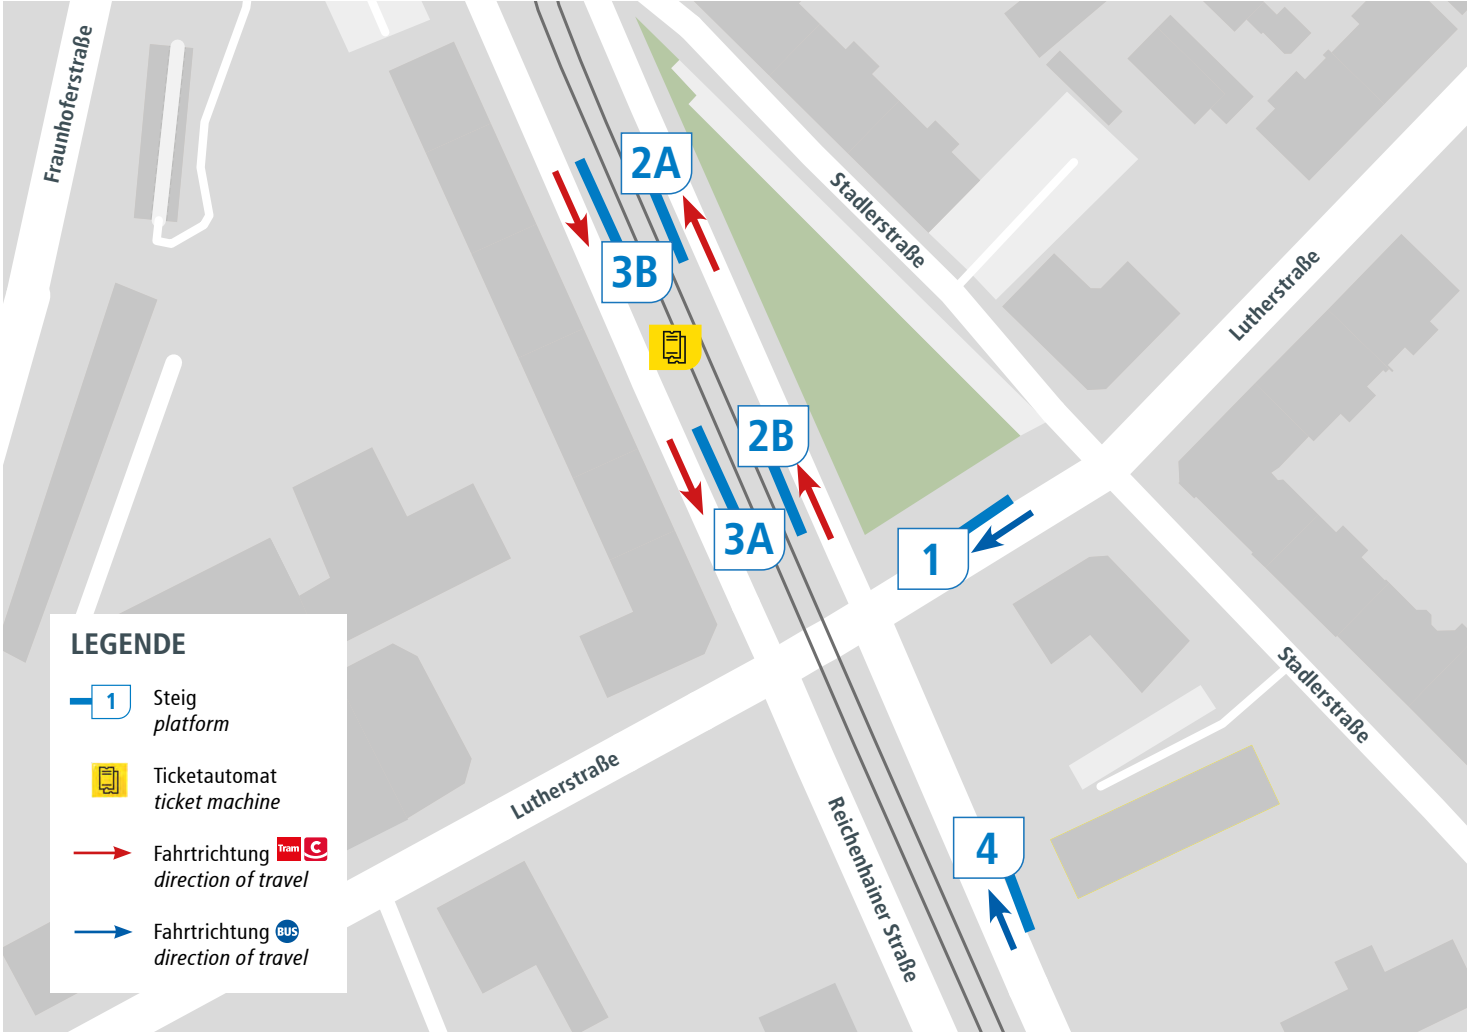 Fraunhoferstraße
2A
3B
Stadlerstraße
Lutherstraße
2B
3A
1
Stadlerstraße
Lutherstraße
Reichenhainer Straße
4
LEGENDE
1
Steig
platform
Ticketautomat
ticket machine
Fahrtrichtung Tram C
direction of travel
Fahrtrichtung BUS
direction of travel